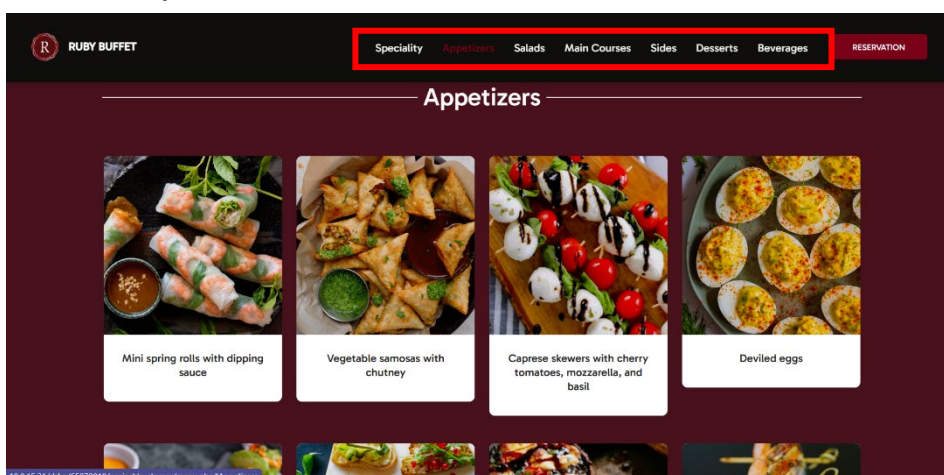 RUBY BUFFET
Speciality Appetizers Salads Main Courses Sides Desserts Beverages RESERVATION
Appetizers
Mini spring rolls with dipping
sauce
Vegetable samosas with
chutney
Caprese skewers with cherry
tomatoes, mozzarella, and
basil
Deviled eggs